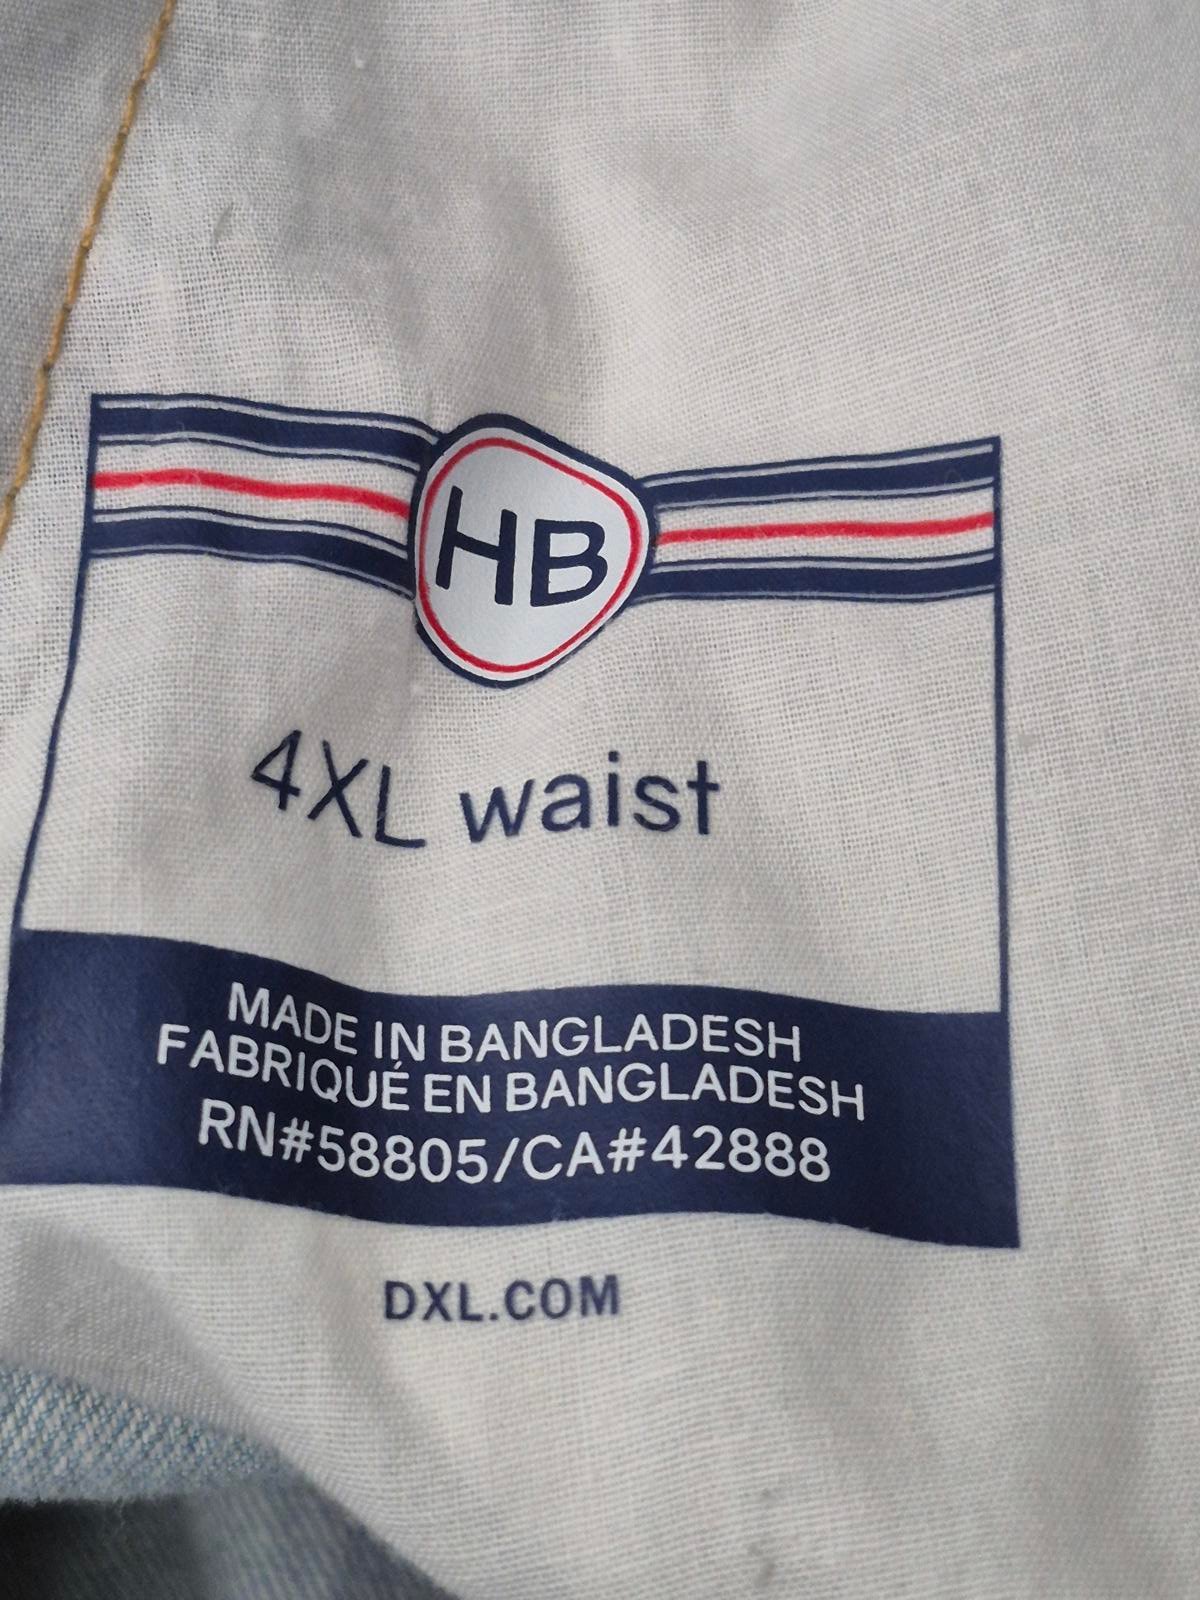 HB
4XL waist
MADE IN BANGLADESH
FABRIQUÉ EN BANGLADESH
RN#58805/CA#42888
DXL.COM